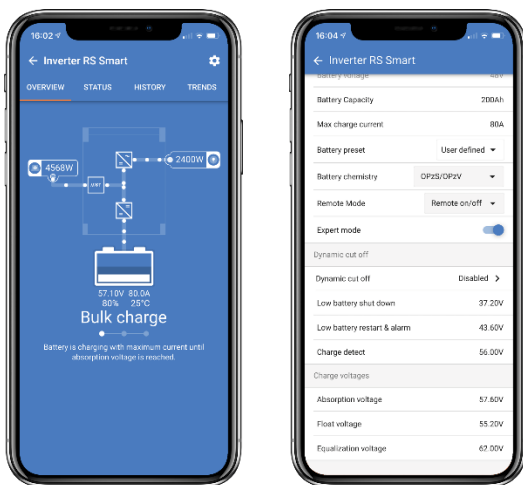 16:02
Inverter RS Smart
OVERVIEW STATUS HISTORY TRENDS
4568W
2400W
MPPT
57.10V 80.0A
80% 25°C
Bulk charge
Battery is charging with maximum current until
absorption voltage is reached.
16:04
Inverter RS Smart
Battery voltage 48V
Battery Capacity 200Ah
Max charge current 80A
Battery preset User defined
Battery chemistry OPzS/OPzV
Remote Mode Remote on/off
Expert mode
Dynamic cut off
Dynamic cut off Disabled
Low battery shut down 37.20V
Low battery restart & alarm 43.60V
Charge detect 56.00V
Charge voltages
Absorption voltage 57.60V
Float voltage 55.20V
Equalization voltage 62.00V